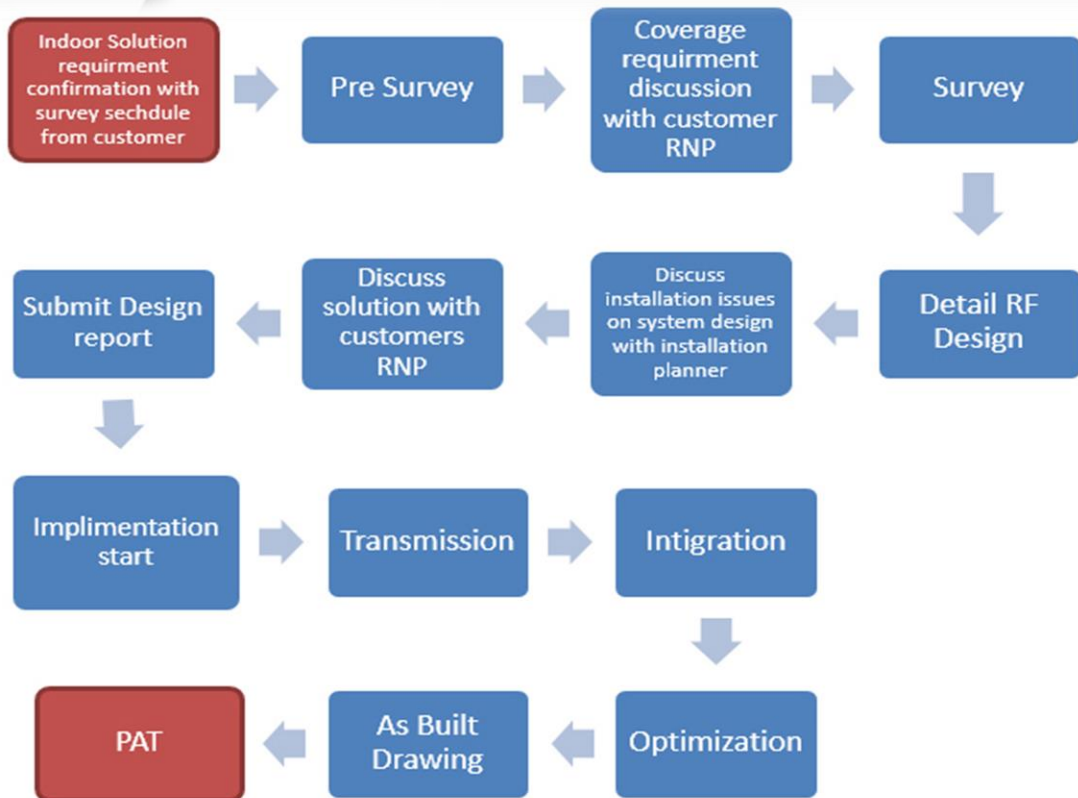 Indoor Solution
requirment
confirmation with
survey sechdule
from customer
Pre Survey
Coverage
requirment
discussion
with customer
RNP
Survey
Detail RF
Design
Discuss
installation issues
on system design
with installation
planner
Discuss
solution with
customers
RNP
Submit Design
report
Implimentation
start
Transmission
Intigration
Optimization
As Built
Drawing
PAT